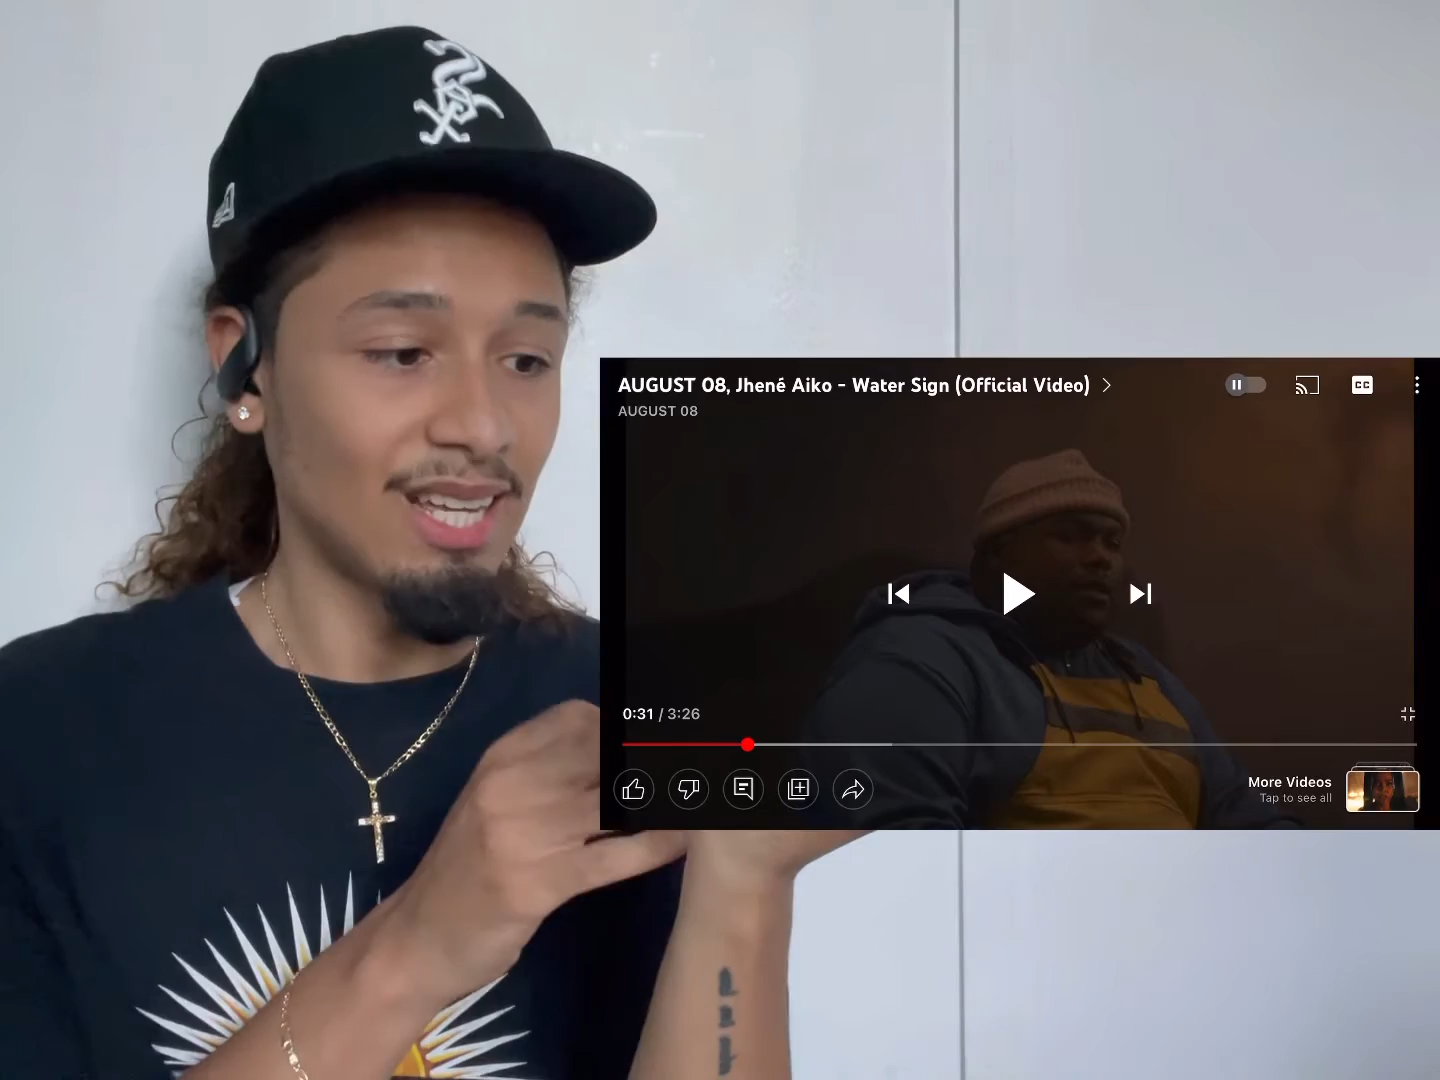 AUGUST 08, Jhené Aiko - Water Sign (Official Video)
CC
AUGUST 08
0:31 / 3:26
More Videos
Tap to see all